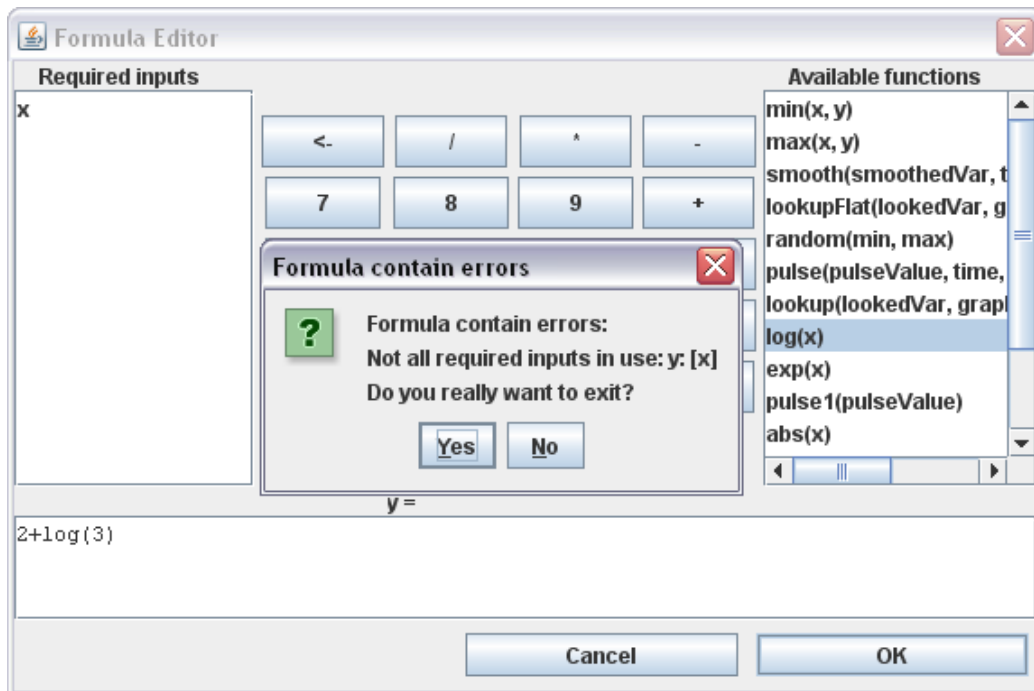 Formula Editor
Required inputs
x
<-
/
*
-
7
8
9
+
Available functions
min(x, y)
max(x, y)
smooth(smoothedVar, t
lookupFlat(lookedVar, g
random(min, max)
pulse(pulseValue, time,
lookup(lookedVar, grap
log(x)
exp(x)
pulse1(pulseValue)
abs(x)
Formula contain errors
?
Formula contain errors:
Not all required inputs in use: y: [x]
Do you really want to exit?
Yes
No
y =
2+log(3)
Cancel
OK